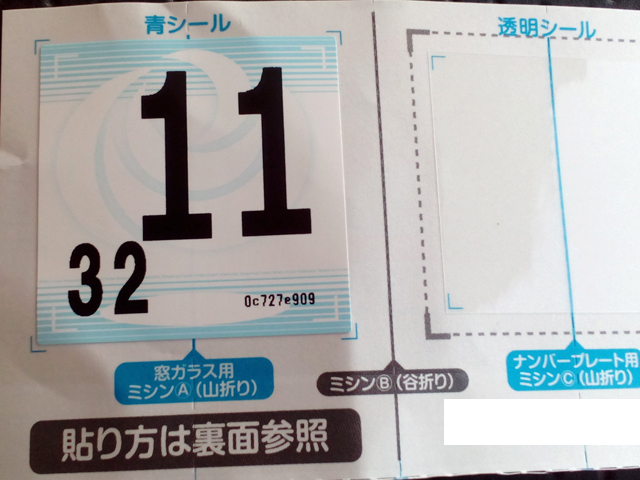 青シール
透明シール
11
32
0c727e909
窓ガラス用
ミシンⒶ(山折り)
ミシンⒷ(谷折り)
ナンバープレート用
ミシンⒸ(山折り)
貼り方は裏面参照